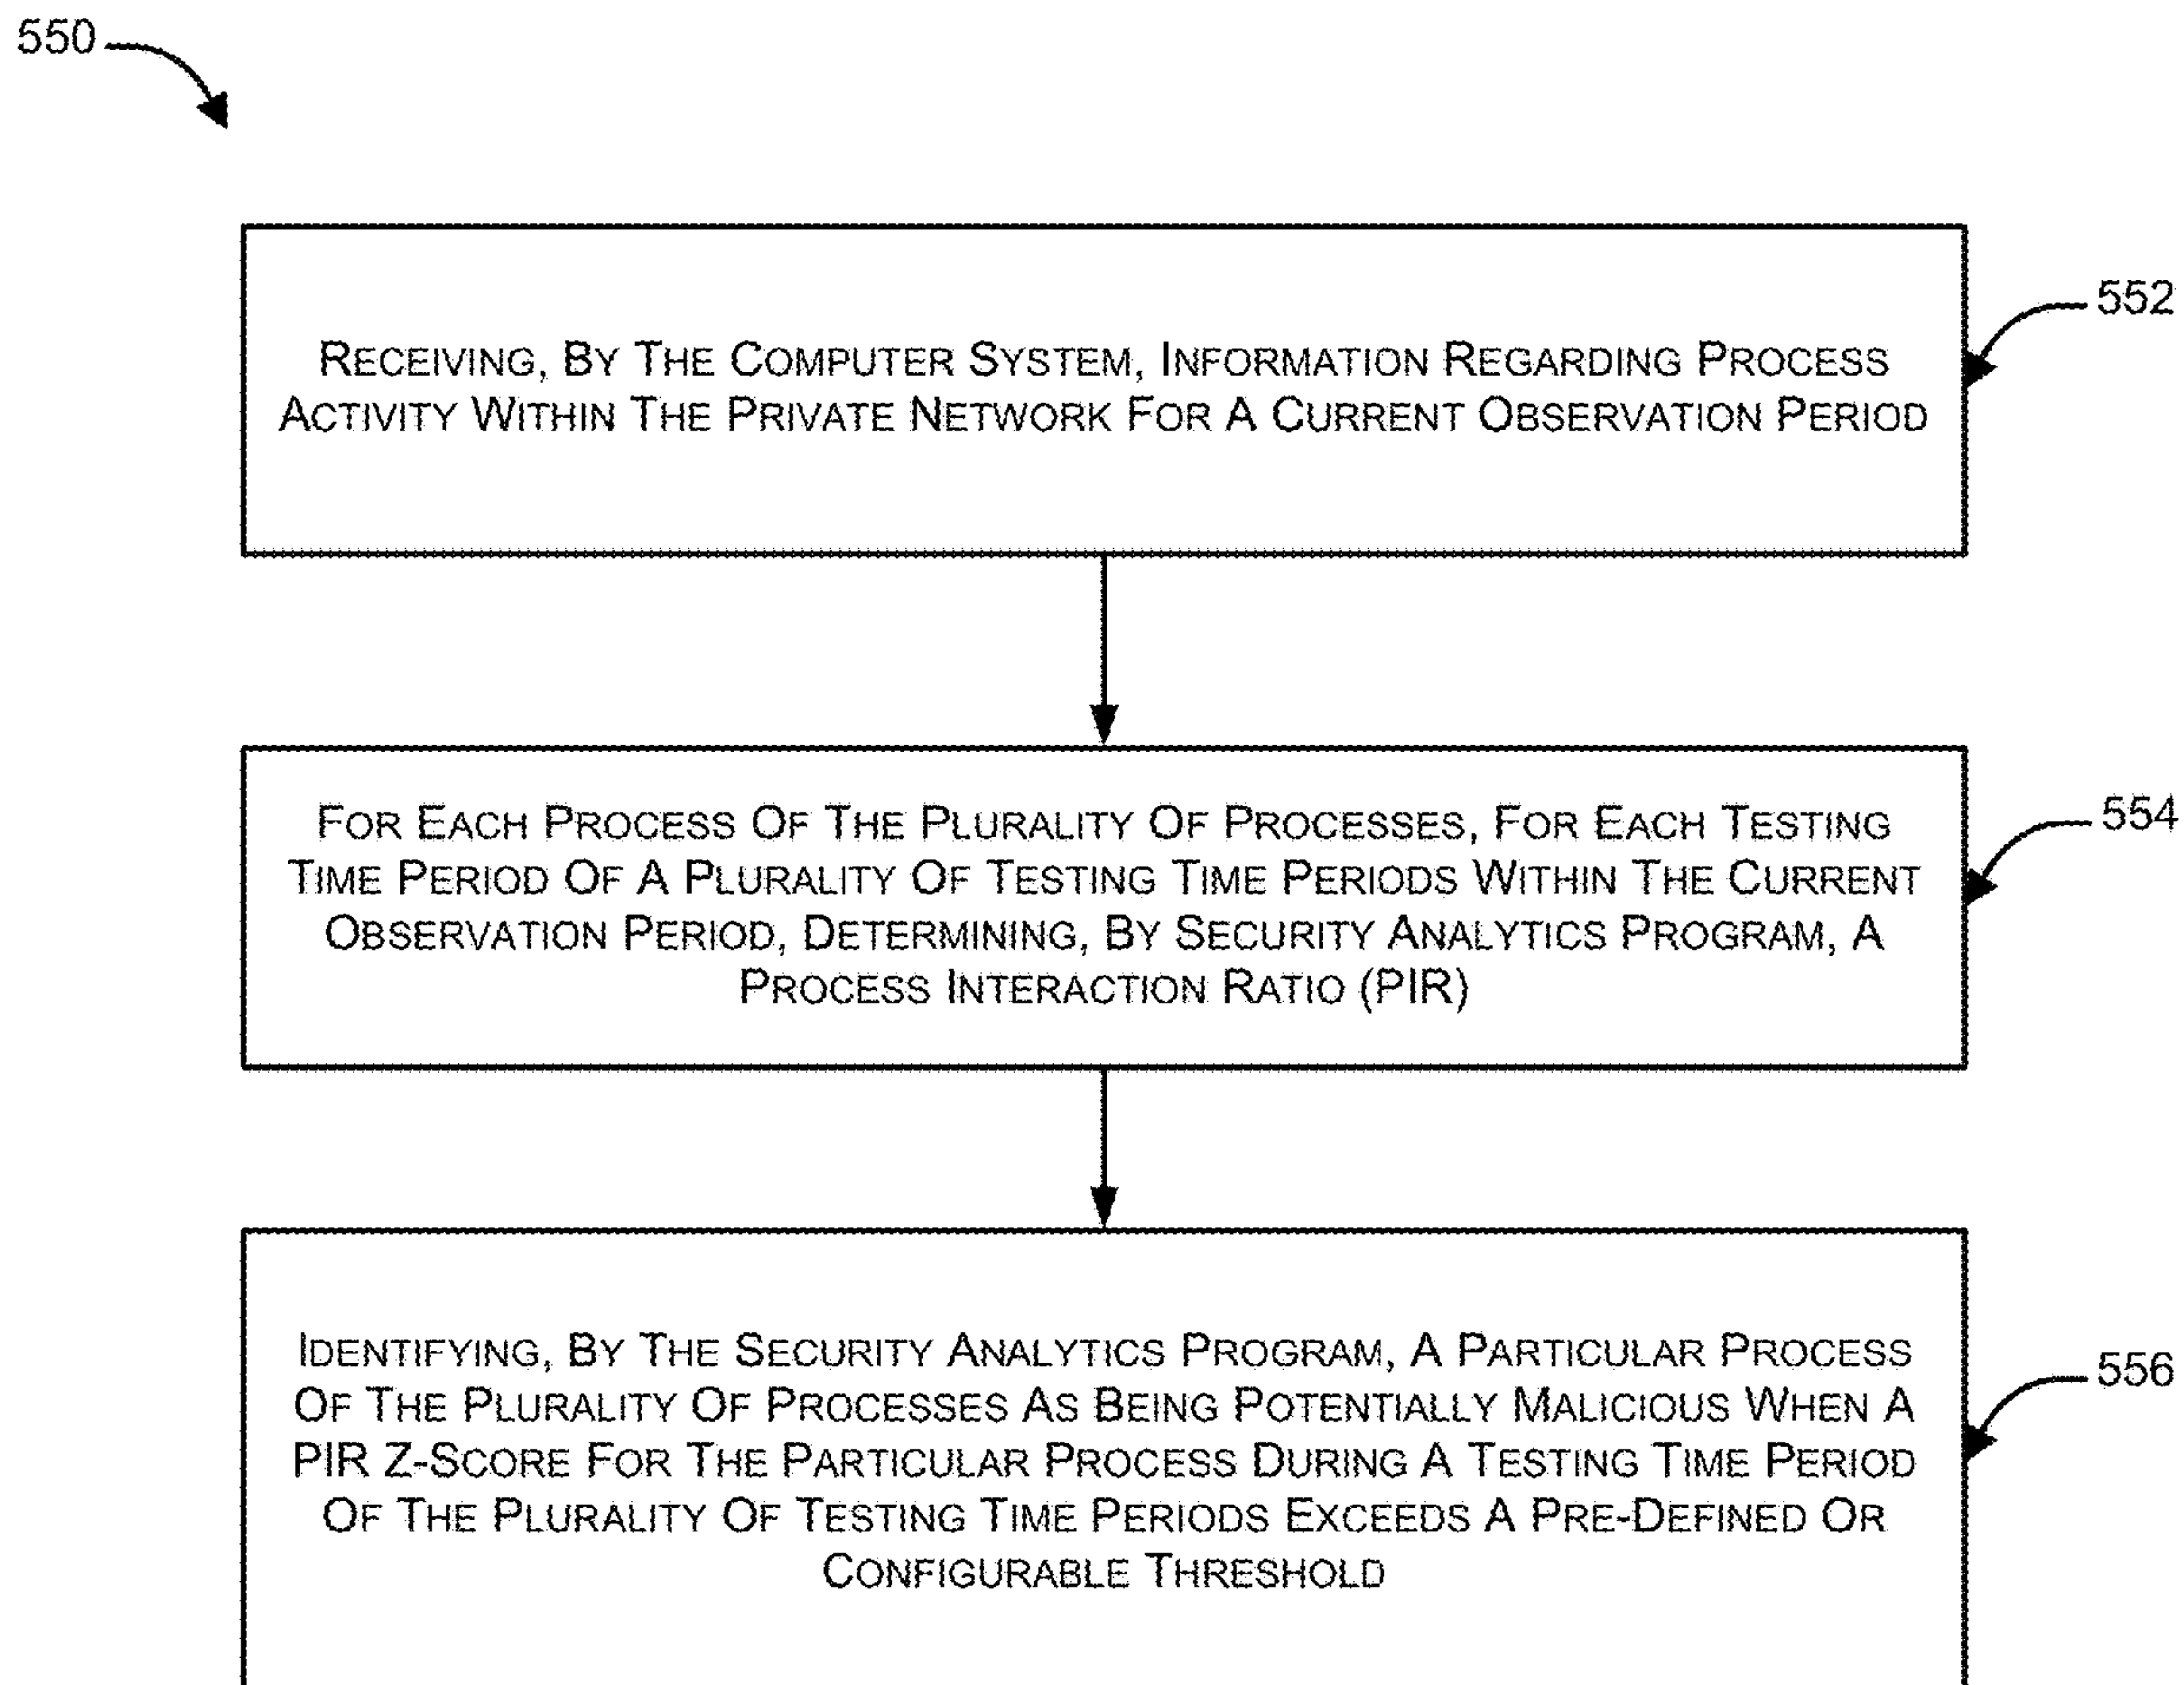 550
552
RECEIVING, BY THE COMPUTER SYSTEM, INFORMATION REGARDING PROCESS
ACTIVITY WITHIN THE PRIVATE NETWORK FOR A CURRENT OBSERVATION PERIOD
554
FOR EACH PROCESS OF THE PLURALITY OF PROCESSES, FOR EACH TESTING
TIME PERIOD OF A PLURALITY OF TESTING TIME PERIODS WITHIN THE CURRENT
OBSERVATION PERIOD, DETERMINING, BY SECURITY ANALYTICS PROGRAM, A
PROCESS INTERACTION RATIO (PIR)
556
IDENTIFYING, BY THE SECURITY ANALYTICS PROGRAM, A PARTICULAR PROCESS
OF THE PLURALITY OF PROCESSES AS BEING POTENTIALLY MALICIOUS WHEN A
PIR Z-SCORE FOR THE PARTICULAR PROCESS DURING A TESTING TIME PERIOD
OF THE PLURALITY OF TESTING TIME PERIODS EXCEEDS A PRE-DEFINED OR
CONFIGURABLE THRESHOLD